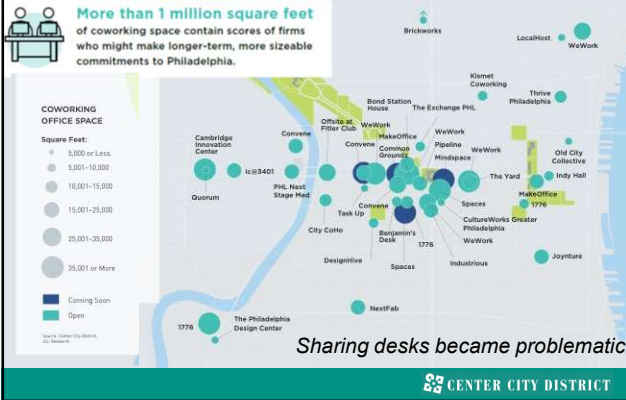 More than 1 million square feet
of coworking space contain scores of firms
who might make longer-term, more sizeable
commitments to Philadelphia.
COWORKING
OFFICE SPACE
Square Feet:
5,000 or Less
5,001–10,000
10,001–15,000
15,001–25,000
25,001–35,000
35,001 or More
Coming Soon
Open
Source: Center City District,
JLL Research
Brickworks
LocalHost
WeWork
Kismet
Coworking
Thrive
Philadelphia
Bond Station
House
The Exchange PHL
Offsite at
Fitler Club
WeWork
MakeOffice
WeWork
Convene
Cambridge
Innovation
Center
Convene
Common
Grounds
Pipeline
Mindspace
WeWork
Old City
Collective
ic@3401
The Yard
Indy Hall
Quorum
PHL Next
Stage Med
MakeOffice
1776
Convene
Spaces
Task Up
CultureWorks Greater
Philadelphia
City CoHo
Benjamin's
Desk
1776
WeWork
DesignHive
Spaces
Industrious
Joynture
NextFab
1776
The Philadelphia
Design Center
Sharing desks became problematic
CENTER CITY DISTRICT